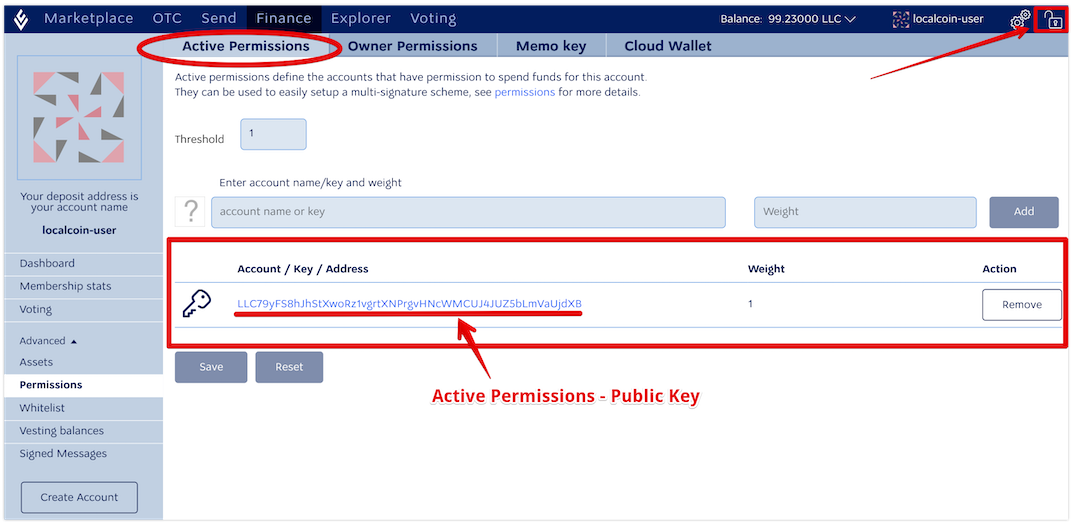 Marketplace OTC Send Finance Explorer Voting Balance: 99.23000 LLC localcoin-user
Active Permissions Owner Permissions Memo key Cloud Wallet
Active permissions define the accounts that have permission to spend funds for this account.
They can be used to easily setup a multi-signature scheme, see permissions for more details.
Threshold 1
Your deposit address is
your account name
localcoin-user
Enter account name/key and weight
? account name or key Weight Add
Dashboard
Membership stats
Voting
Advanced
Assets
Permissions
Whitelist
Vesting balances
Signed Messages
Create Account
Account / Key / Address Weight Action
LLC79yFS8hJhStXwoRz1vgrtXNPrgvHNcWMCUJ4JUZ5bLmVaUjdXB 1 Remove
Save Reset
Active Permissions - Public Key